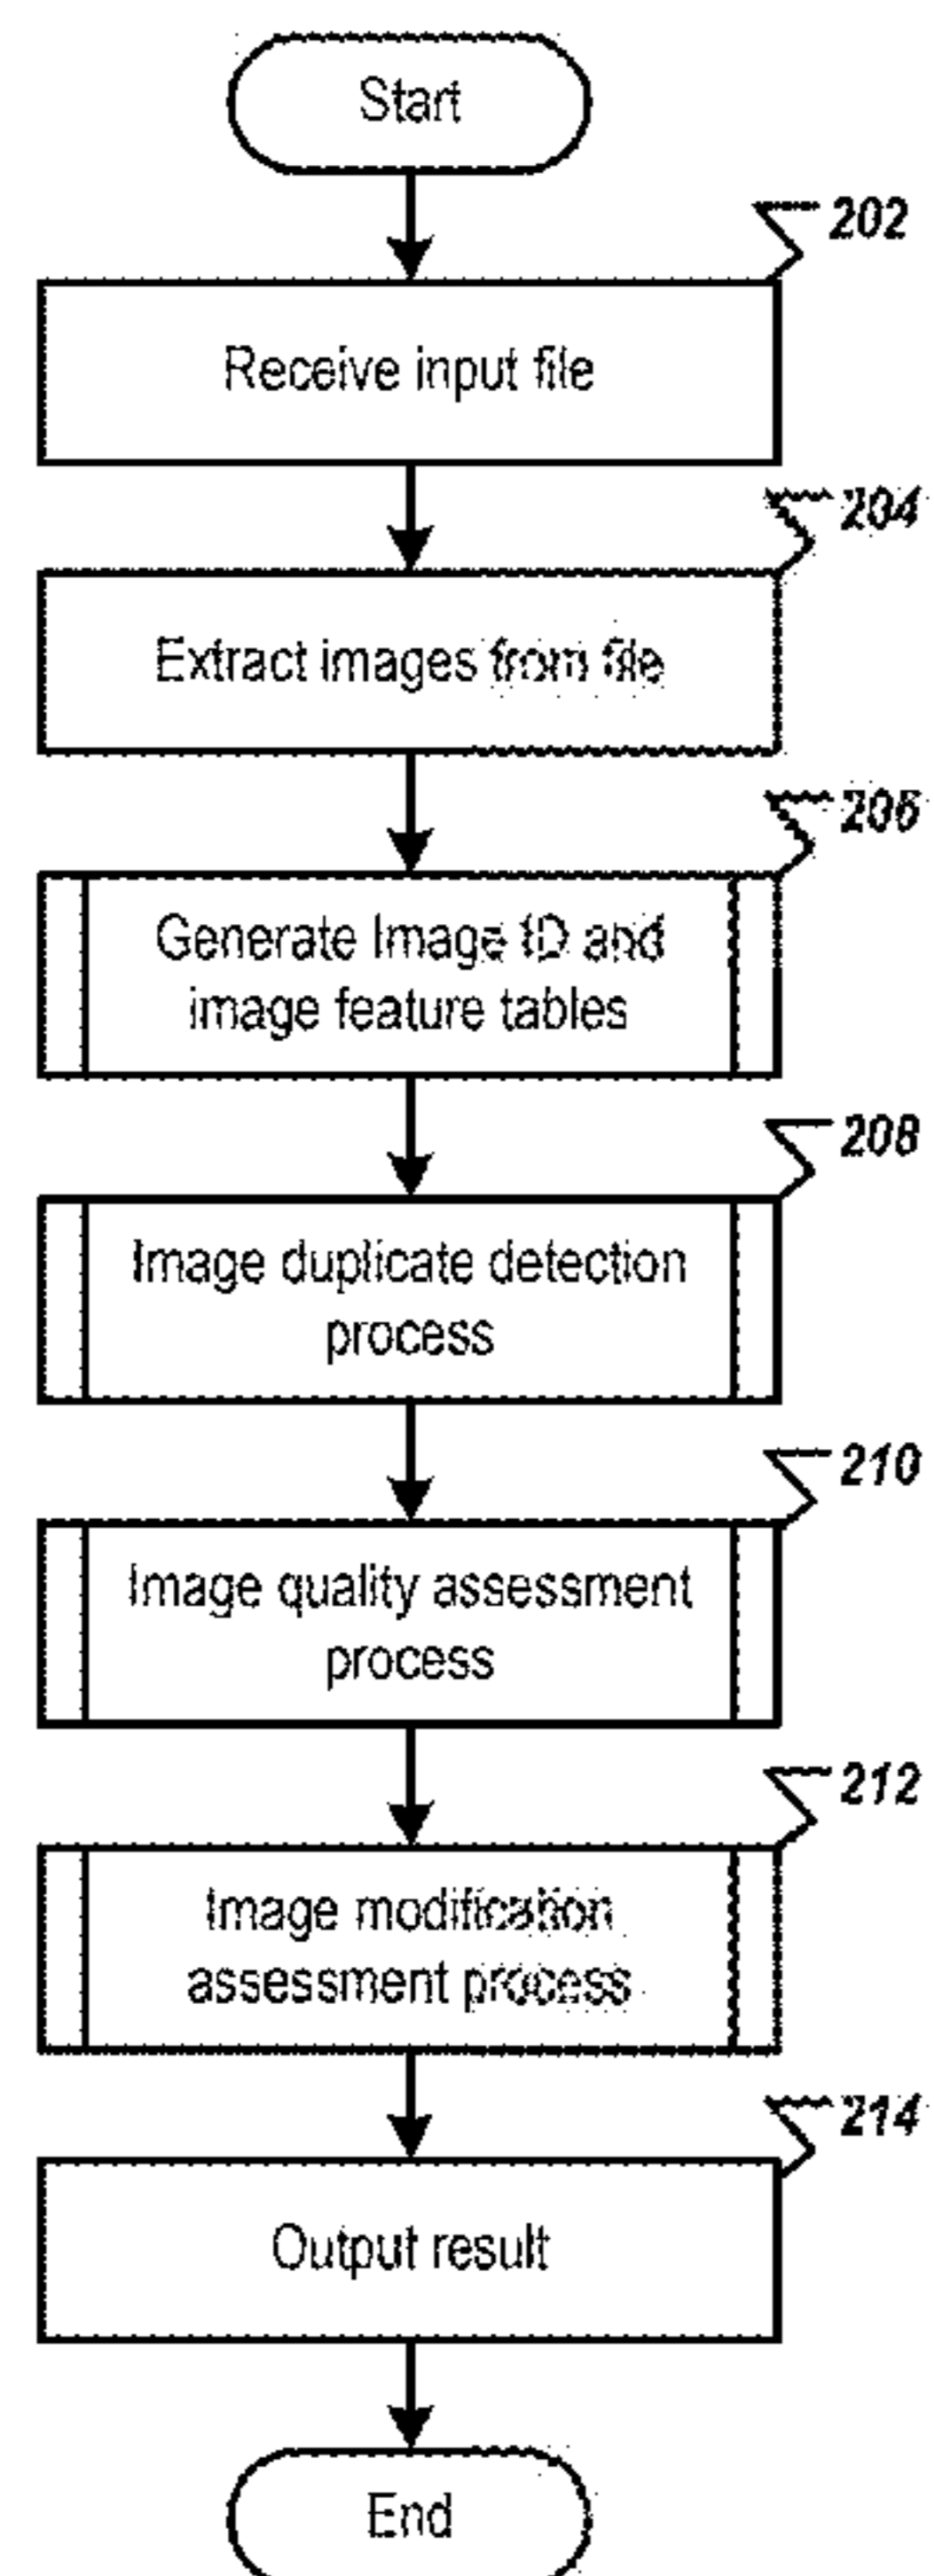 Start
202
Receive input file
204
Extract images from file
206
Generate Image ID and
image feature tables
208
Image duplicate detection
process
210
Image quality assessment
process
212
Image modification
assessment process
214
Output result
End